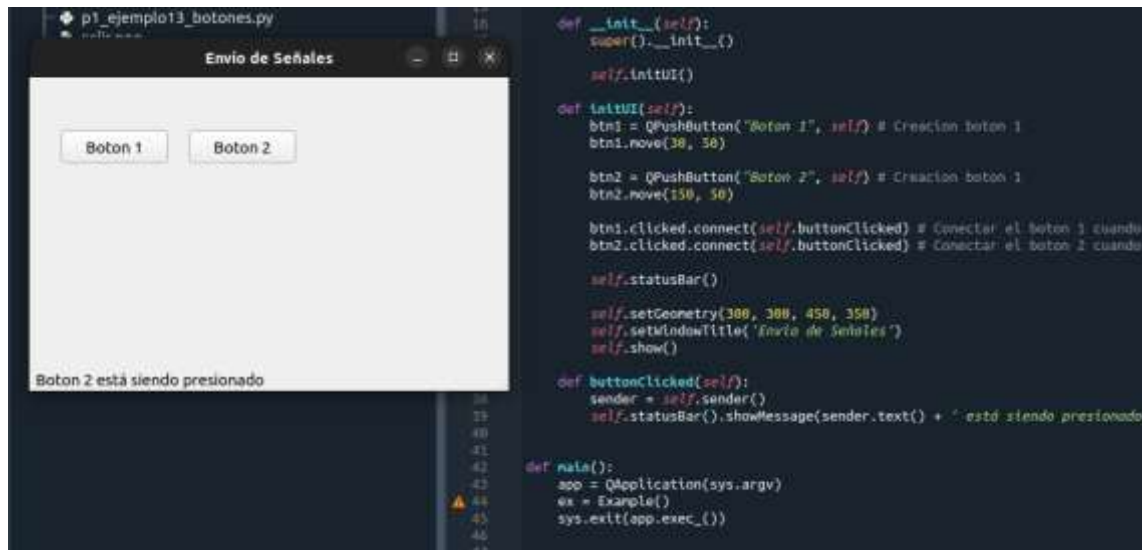 p1_ejemplo13_botones.py
Envio de Señales
Boton 1
Boton 2
Boton 2 está siendo presionado
def __init__(self):
super().__init__()
self.initUI()
def initUI(self):
btn1 = QPushButton("Boton 1", self) # Creacion boton 1
btn1.move(30, 50)
btn2 = QPushButton("Boton 2", self) # Creacion boton 1
btn2.move(150, 50)
btn1.clicked.connect(self.buttonClicked) # Conectar el boton 1 cuando
btn2.clicked.connect(self.buttonClicked) # Conectar el boton 2 cuando
self.statusBar()
self.setGeometry(300, 300, 450, 350)
self.setWindowTitle('Envio de Señales')
self.show()
def buttonClicked(self):
sender = self.sender()
39 self.statusBar().showMessage(sender.text() + ' está siendo presionado
40
41
42 def main():
43 app = QApplication(sys.argv)
44 ex = Example()
45 sys.exit(app.exec_())
46